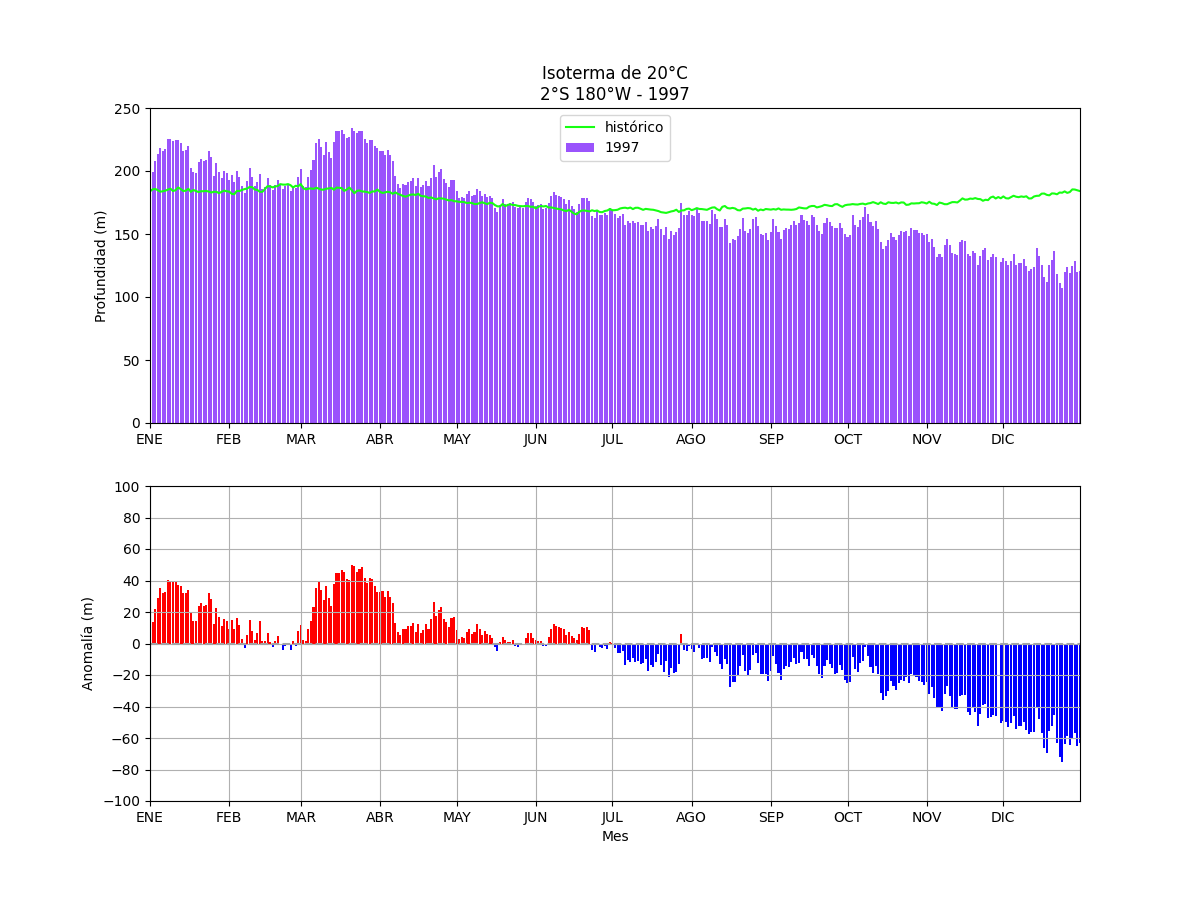 Isoterma de 20°C
2°S 180°W - 1997
histórico
1997
Profundidad (m)
250
200
150
100
50
0
ENE FEB MAR ABR MAY JUN JUL AGO SEP OCT NOV DIC
Anomalía (m)
100
80
60
40
20
0
−20
−40
−60
−80
−100
ENE FEB MAR ABR MAY JUN JUL AGO SEP OCT NOV DIC
Mes